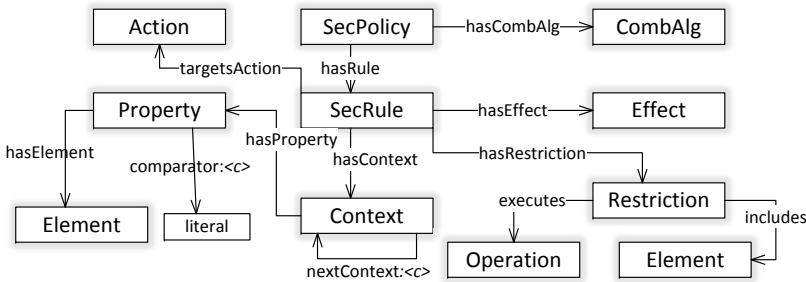 Action
SecPolicy
hasCombAlg
CombAlg
targetsAction
hasRule
Property
SecRule
hasEffect
Effect
hasProperty
hasElement
comparator:<c>
hasContext
hasRestriction
Element
literal
Context
executes
Restriction
includes
nextContext:<c>
Operation
Element